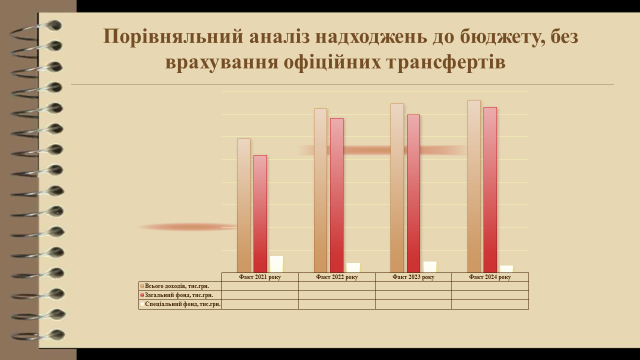 Порівняльний аналіз надходжень до бюджету, без
врахування офіційних трансфертів
Факт 2021 року Факт 2022 року Факт 2023 року Факт 2024 року
Всього доходів, тис.грн.
Загальний фонд, тис.грн.
Спеціальний фонд, тис.грн.